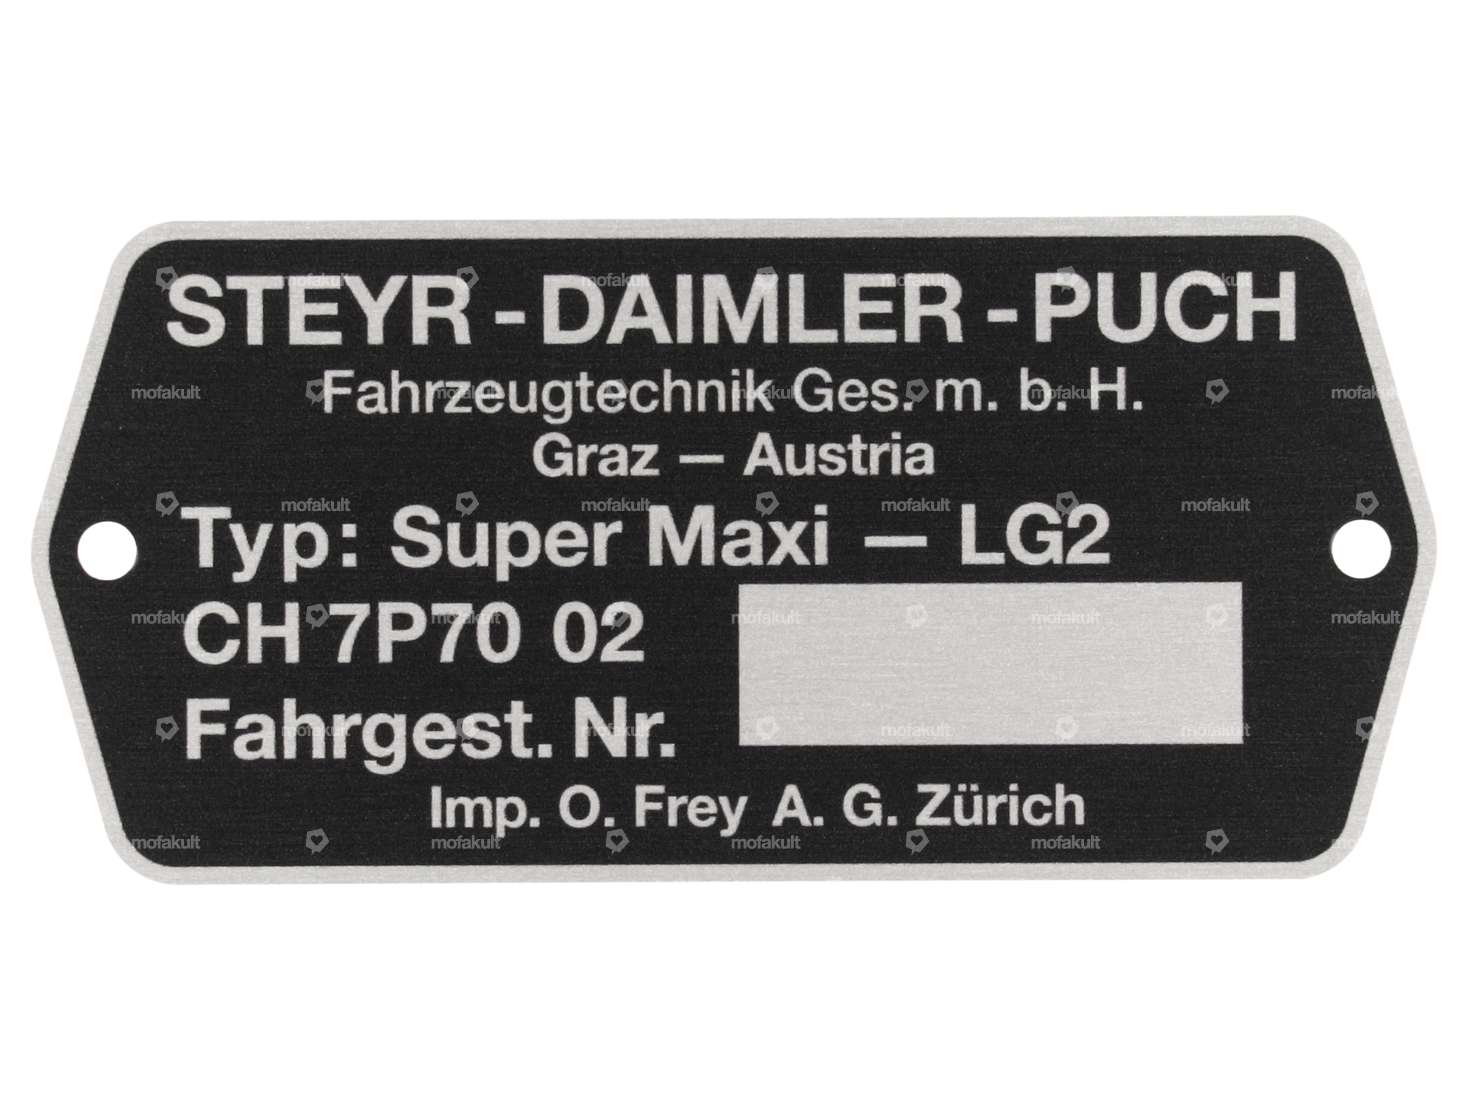 STEYR - DAIMLER - PUCH
Fahrzeugtechnik Ges. m. b. H.
Graz — Austria
Typ: Super Maxi — LG2
CH 7P70 02
Fahrgest. Nr.
Imp. O. Frey A. G. Zürich
mofakult